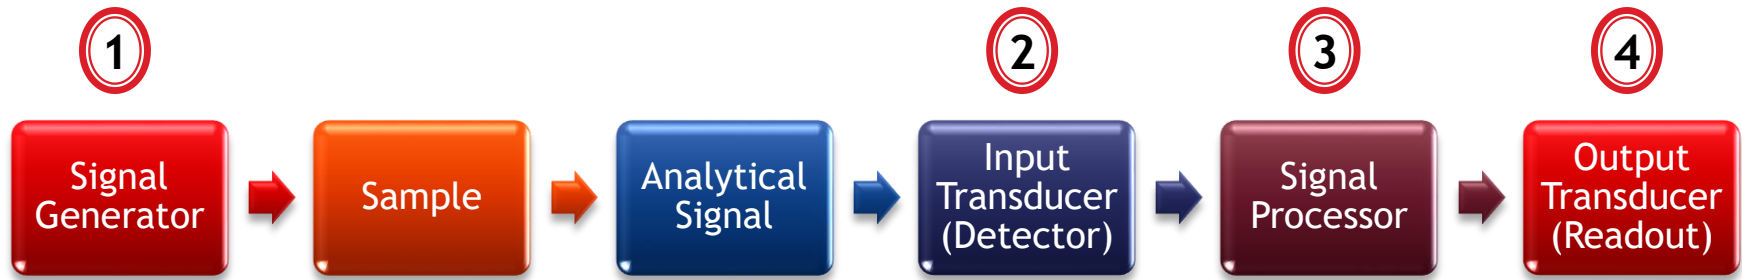 1
2
3
4
Signal
Generator
Sample
Analytical
Signal
Input
Transducer
(Detector)
Signal
Processor
Output
Transducer
(Readout)